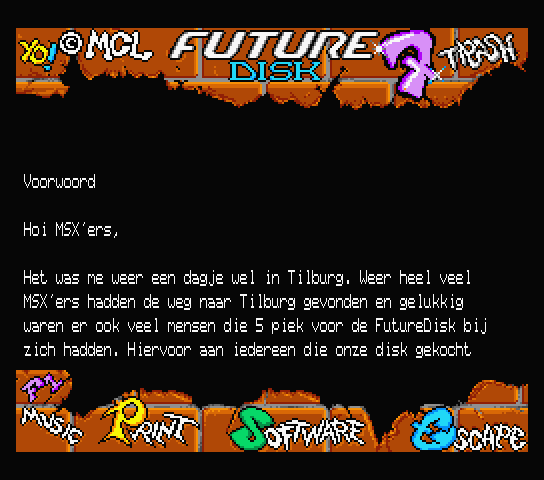 YO! © MCL FUTURE DISK 7 TRASH
Voorwoord
Hoi MSX'ers,
Het was me weer een dagje wel in Tilburg. Weer heel veel
MSX'ers hadden de weg naar Tilburg gevonden en gelukkig
waren er ook veel mensen die 5 piek voor de FutureDisk bij
zich hadden. Hiervoor aan iedereen die onze disk gekocht
MUSIC PRINT SOFTWARE ESCAPE